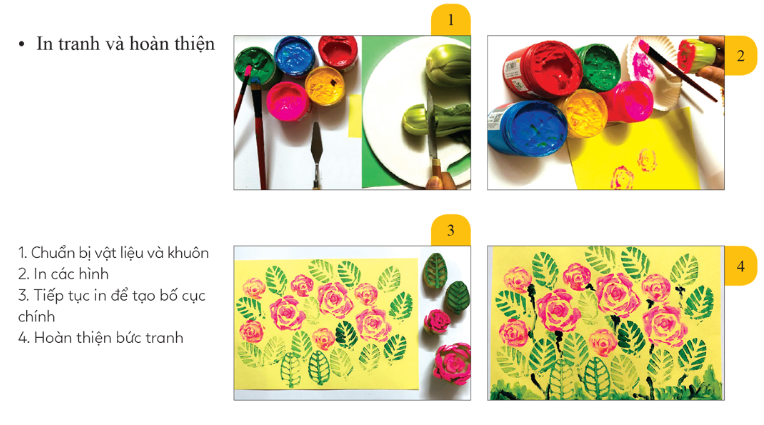 • In tranh và hoàn thiện
1
2
3
4
1. Chuẩn bị vật liệu và khuôn
2. In các hình
3. Tiếp tục in để tạo bố cục
chính
4. Hoàn thiện bức tranh